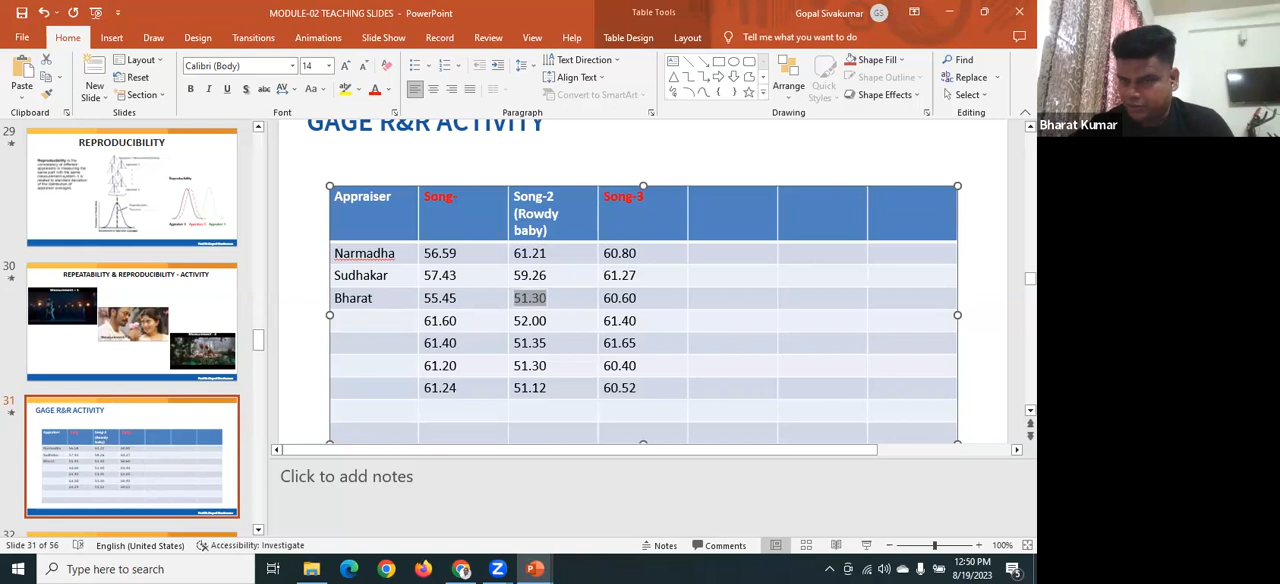 MODULE-02 TEACHING SLIDES - PowerPoint
Table Tools
Gopal Sivakumar GS
File Home Insert Draw Design Transitions Animations Slide Show Record Review View Help Table Design Layout Tell me what you want to do
Paste
New Slide
Layout
Reset
Section
Calibri (Body) 14
B I U S abc AV Aa A
Text Direction
Align Text
Convert to SmartArt
Arrange
Quick Styles
Shape Fill
Shape Outline
Shape Effects
Find
Replace
Select
Clipboard Slides Font Paragraph Drawing Editing
Bharat Kumar
29
REPRODUCIBILITY
Reproducibility
30
REPEATABILITY & REPRODUCIBILITY - ACTIVITY
31
GAGE R&R ACTIVITY
32
GAGE R&R ACTIVITY
Appraiser Song- Song-2 (Rowdy baby) Song-3
Narmadha 56.59 61.21 60.80
Sudhakar 57.43 59.26 61.27
Bharat 55.45 51.30 60.60
61.60 52.00 61.40
61.40 51.35 61.65
61.20 51.30 60.40
61.24 51.12 60.52
Click to add notes
Slide 31 of 56 English (United States) Accessibility: Investigate Notes Comments 100%
Type here to search
12:50 PM
8/19/2023
5